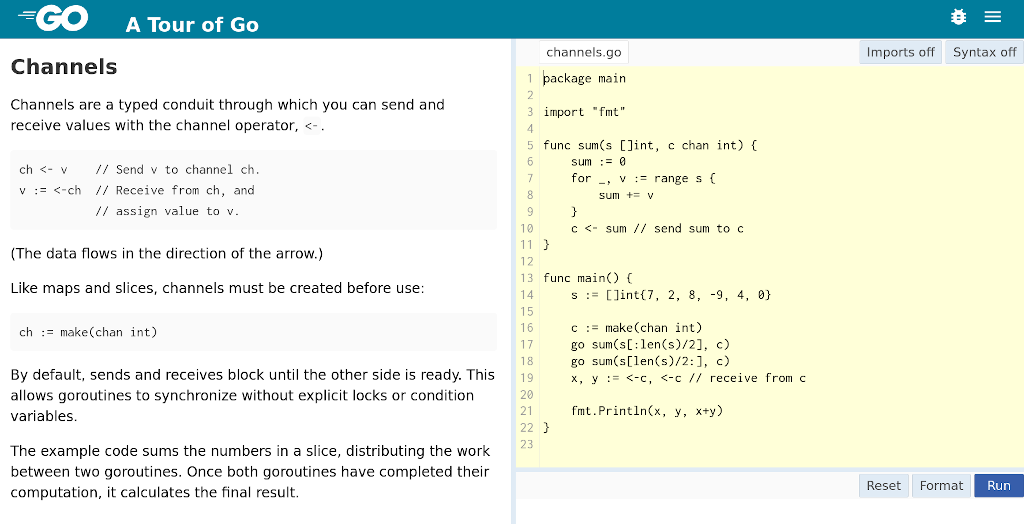 GO
A Tour of Go
Channels
Channels are a typed conduit through which you can send and
receive values with the channel operator, <- .
ch <- v    // Send v to channel ch.
v := <-ch  // Receive from ch, and
           // assign value to v.
(The data flows in the direction of the arrow.)
Like maps and slices, channels must be created before use:
ch := make(chan int)
By default, sends and receives block until the other side is ready. This
allows goroutines to synchronize without explicit locks or condition
variables.
The example code sums the numbers in a slice, distributing the work
between two goroutines. Once both goroutines have completed their
computation, it calculates the final result.
channels.go
Imports off
Syntax off
1 package main
2
3 import "fmt"
4
5 func sum(s []int, c chan int) {
6     sum := 0
7     for _, v := range s {
8         sum += v
9     }
10     c <- sum // send sum to c
11 }
12
13 func main() {
14     s := []int{7, 2, 8, -9, 4, 0}
15
16     c := make(chan int)
17     go sum(s[:len(s)/2], c)
18     go sum(s[len(s)/2:], c)
19     x, y := <-c, <-c // receive from c
20
21     fmt.Println(x, y, x+y)
22 }
23
Reset
Format
Run